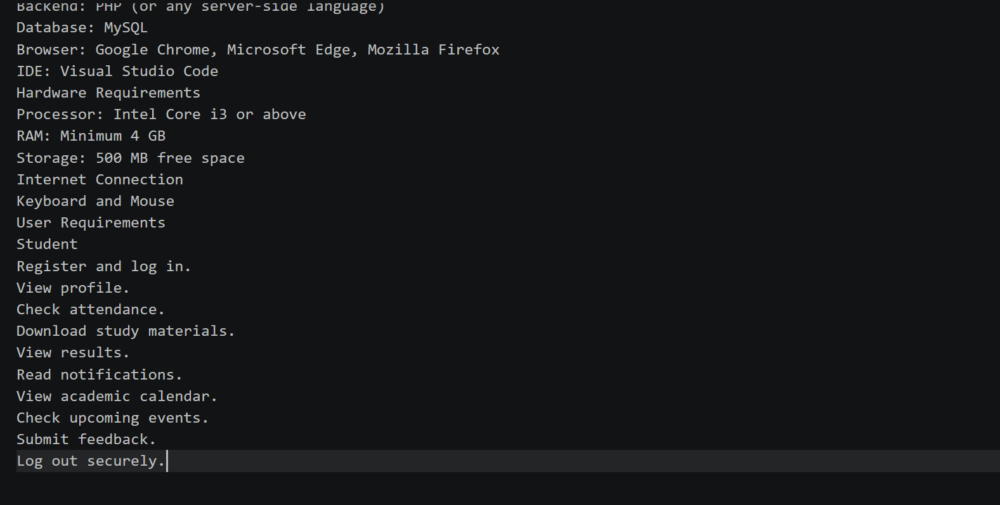 Backend: PHP (or any server-side language)
Database: MySQL
Browser: Google Chrome, Microsoft Edge, Mozilla Firefox
IDE: Visual Studio Code
Hardware Requirements
Processor: Intel Core i3 or above
RAM: Minimum 4 GB
Storage: 500 MB free space
Internet Connection
Keyboard and Mouse
User Requirements
Student
Register and log in.
View profile.
Check attendance.
Download study materials.
View results.
Read notifications.
View academic calendar.
Check upcoming events.
Submit feedback.
Log out securely.